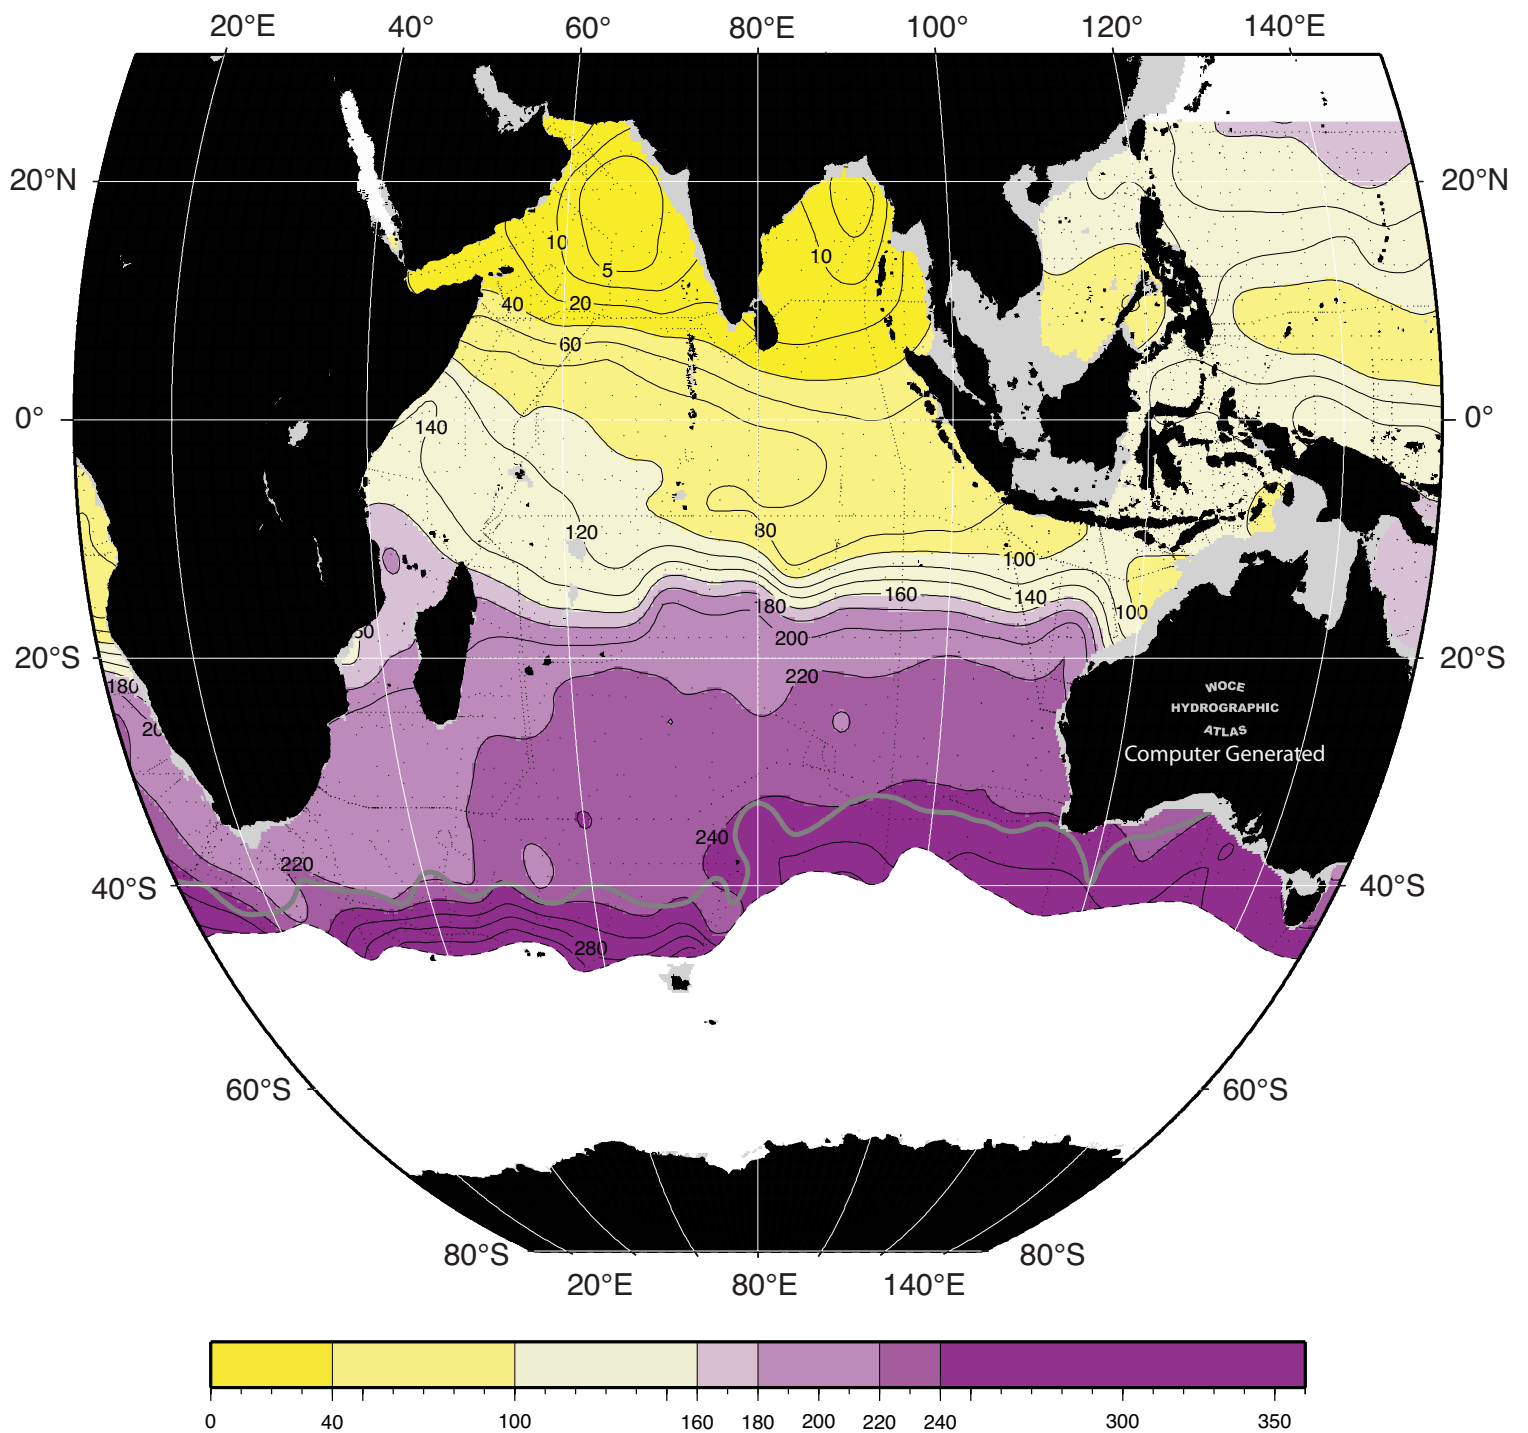 20°E 40° 60° 80°E 100° 120° 140°E
20°N 20°N
10
10
5
40 20
60
0° 0°
140
80
120
100
180 160 140
100
200
20°S 20°S
220
180
WOCE
HYDROGRAPHIC
ATLAS
Computer Generated
240
220
40°S 40°S
280
60°S 60°S
80°S 80°S
20°E 80°E 140°E
0 40 100 160 180 200 220 240 300 350